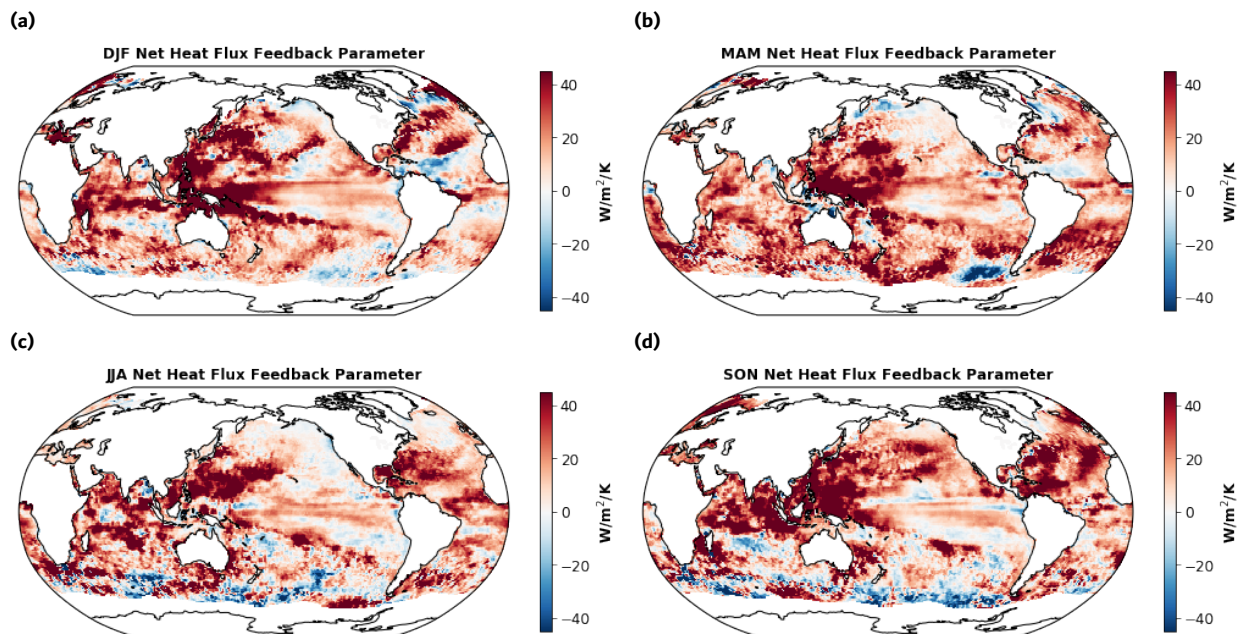 (a)
DJF Net Heat Flux Feedback Parameter
40
20
0
−20
−40
W/m²/K
(b)
MAM Net Heat Flux Feedback Parameter
40
20
0
−20
−40
W/m²/K
(c)
JJA Net Heat Flux Feedback Parameter
40
20
0
−20
−40
W/m²/K
(d)
SON Net Heat Flux Feedback Parameter
40
20
0
−20
−40
W/m²/K